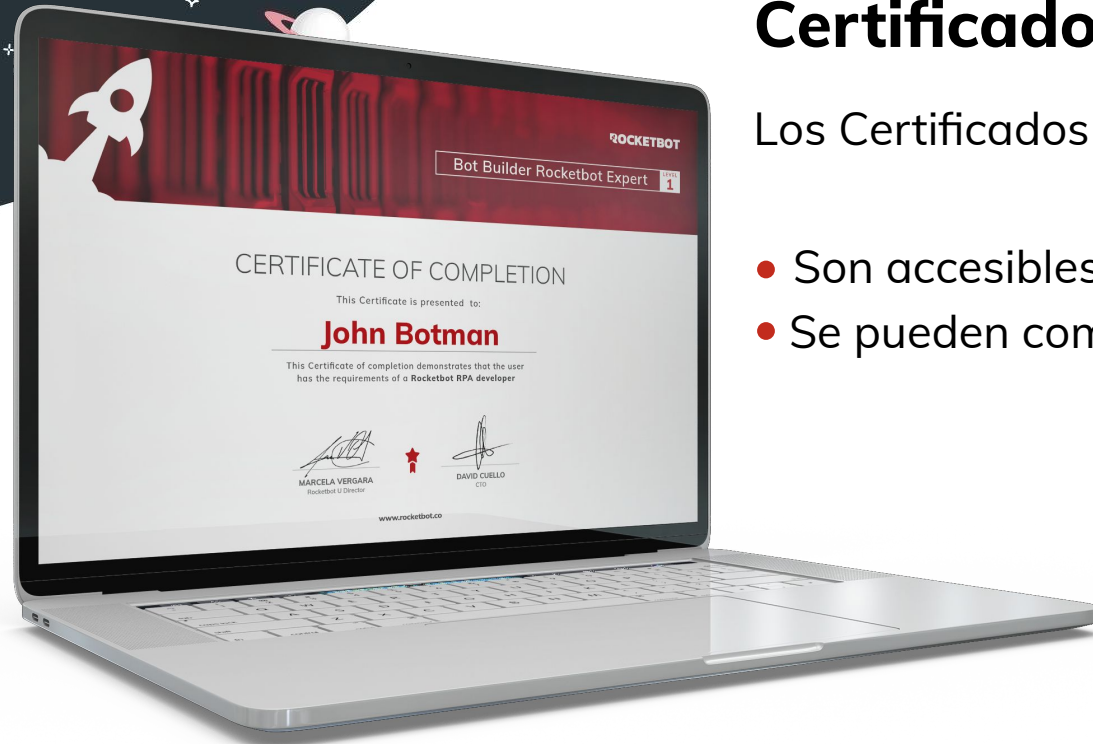 Certificado
Los Certificados
Son accesibles
Se pueden com
ROCKETBOT
Bot Builder Rocketbot Expert
LEVEL
1
CERTIFICATE OF COMPLETION
This Certificate is presented to:
John Botman
This Certificate of completion demonstrates that the user
has the requirements of a Rocketbot RPA developer
MARCELA VERGARA
Rocketbot U Director
DAVID CUELLO
CTO
www.rocketbot.co